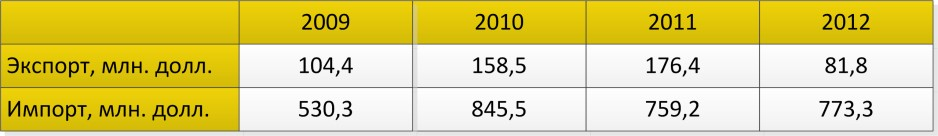 2009 2010 2011 2012
Экспорт, млн. долл. 104,4 158,5 176,4 81,8
Импорт, млн. долл. 530,3 845,5 759,2 773,3